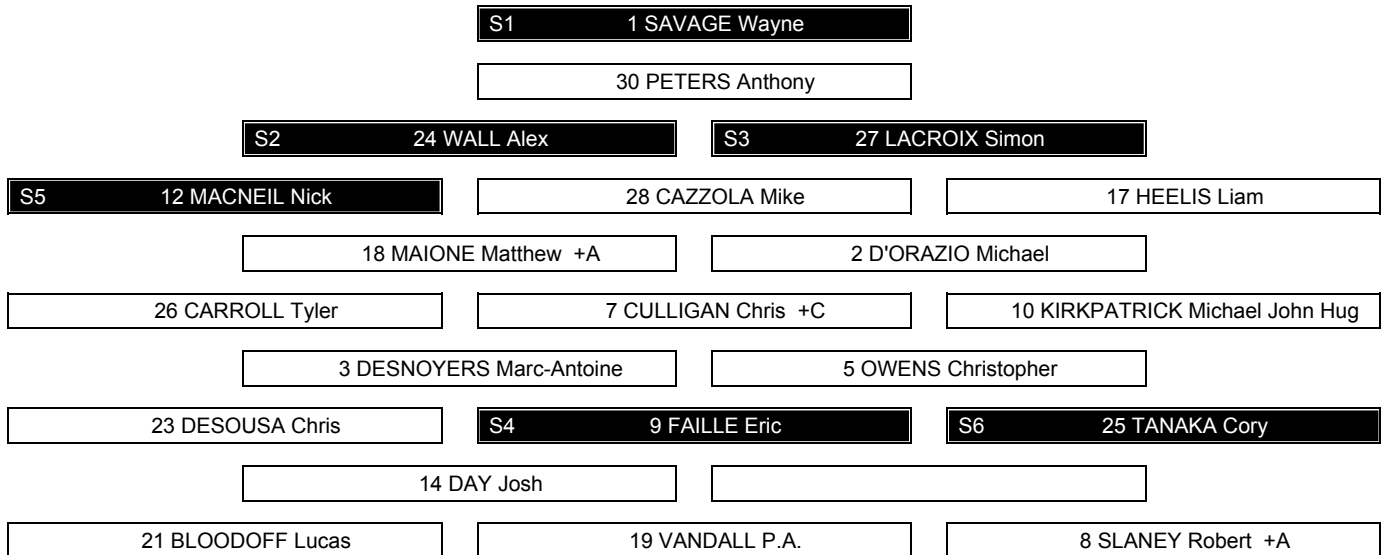 S1 1 SAVAGE Wayne
30 PETERS Anthony
S2 24 WALL Alex S3 27 LACROIX Simon
S5 12 MACNEIL Nick 28 CAZZOLA Mike 17 HEELIS Liam
18 MAIONE Matthew +A 2 D'ORAZIO Michael
26 CARROLL Tyler 7 CULLIGAN Chris +C 10 KIRKPATRICK Michael John Hug
3 DESNOYERS Marc-Antoine 5 OWENS Christopher
23 DESOUSA Chris S4 9 FAILLE Eric S6 25 TANAKA Cory
14 DAY Josh
21 BLOODOFF Lucas 19 VANDALL P.A. 8 SLANEY Robert +A